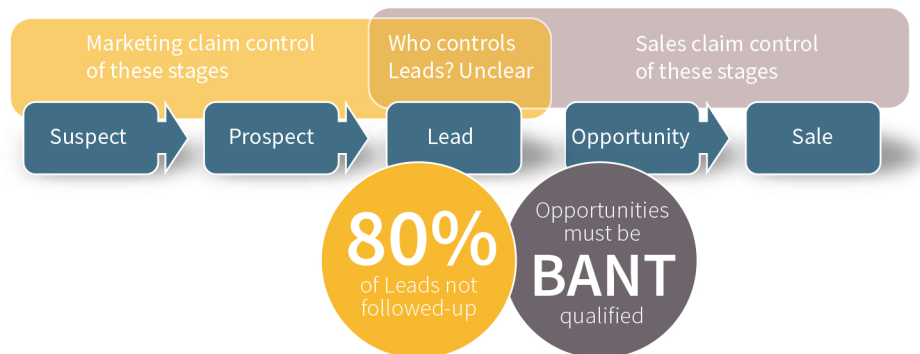 Marketing claim control
of these stages
Who controls
Leads? Unclear
Sales claim control
of these stages
Suspect
Prospect
Lead
Opportunity
Sale
80%
of Leads not
followed-up
Opportunities
must be
BANT
qualified